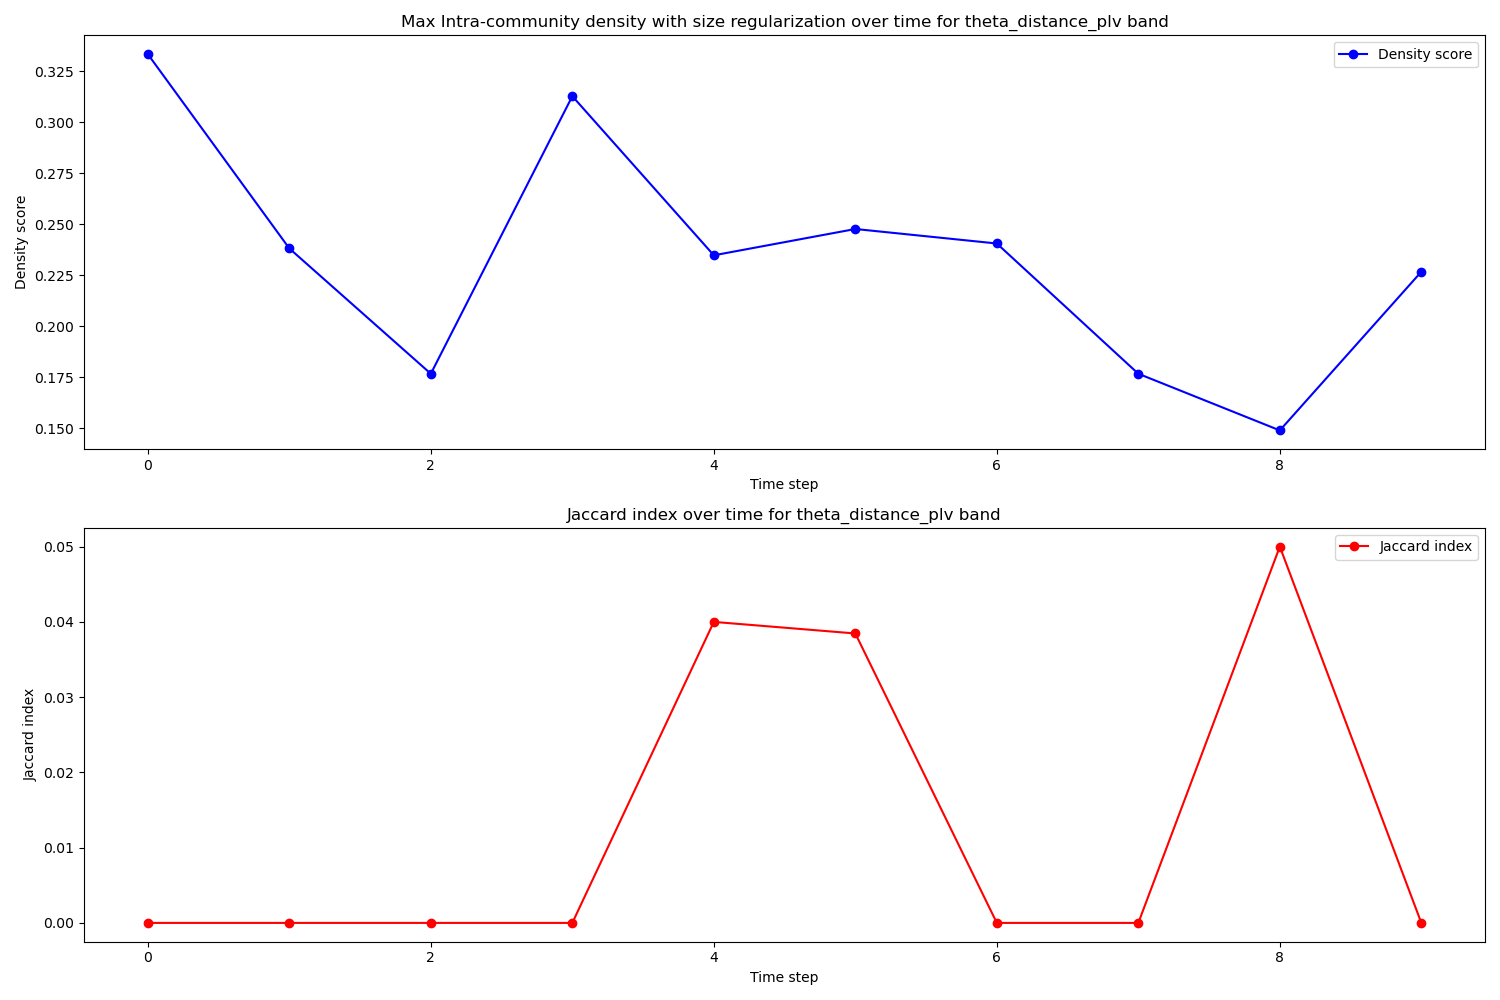 Max Intra-community density with size regularization over time for theta_distance_plv band
Density score
0.325
0.300
0.275
0.250
0.225
0.200
0.175
0.150
Density score
0 2 4 6 8
Time step
Jaccard index over time for theta_distance_plv band
Jaccard index
0.05
0.04
0.03
0.02
0.01
0.00
Jaccard index
0 2 4 6 8
Time step